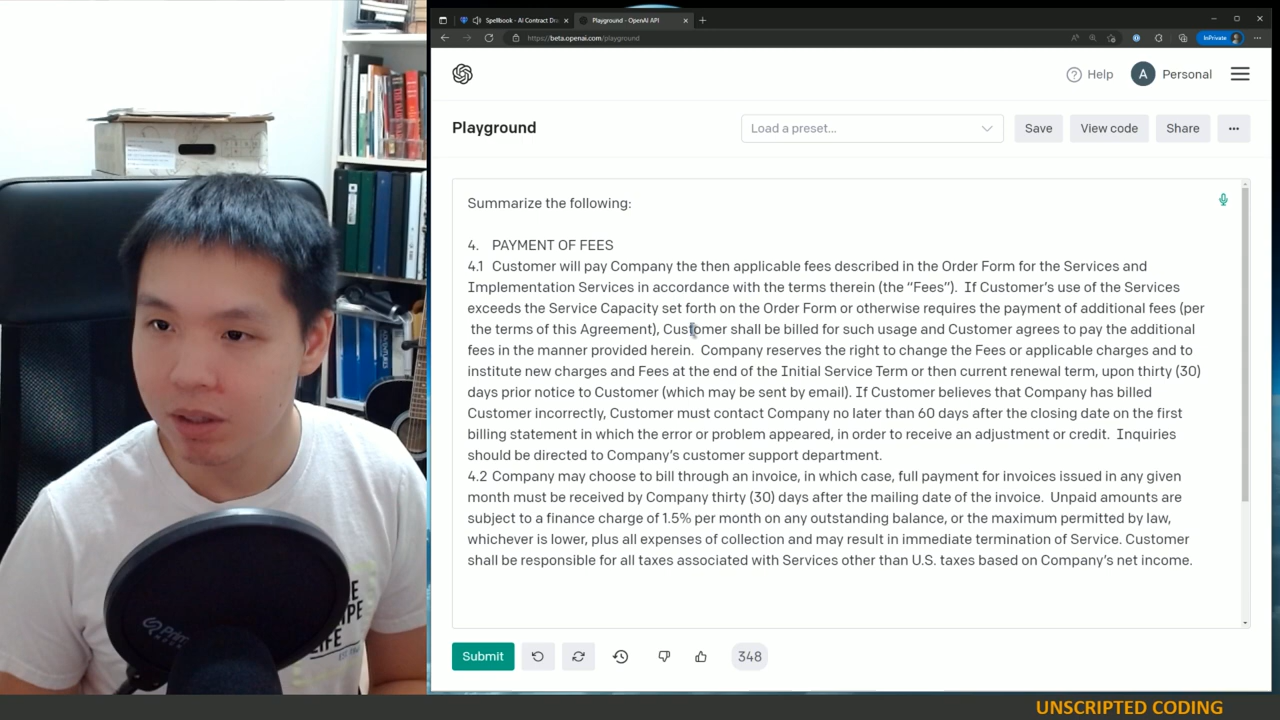 Spellbook - AI Contract Dra
Playground - OpenAI API
https://beta.openai.com/playground
InPrivate
Help
A
Personal
Playground
Load a preset...
Save
View code
Share
Summarize the following:
4. PAYMENT OF FEES
4.1 Customer will pay Company the then applicable fees described in the Order Form for the Services and
Implementation Services in accordance with the terms therein (the “Fees”). If Customer’s use of the Services
exceeds the Service Capacity set forth on the Order Form or otherwise requires the payment of additional fees (per
the terms of this Agreement), Customer shall be billed for such usage and Customer agrees to pay the additional
fees in the manner provided herein. Company reserves the right to change the Fees or applicable charges and to
institute new charges and Fees at the end of the Initial Service Term or then current renewal term, upon thirty (30)
days prior notice to Customer (which may be sent by email). If Customer believes that Company has billed
Customer incorrectly, Customer must contact Company no later than 60 days after the closing date on the first
billing statement in which the error or problem appeared, in order to receive an adjustment or credit. Inquiries
should be directed to Company’s customer support department.
4.2 Company may choose to bill through an invoice, in which case, full payment for invoices issued in any given
month must be received by Company thirty (30) days after the mailing date of the invoice. Unpaid amounts are
subject to a finance charge of 1.5% per month on any outstanding balance, or the maximum permitted by law,
whichever is lower, plus all expenses of collection and may result in immediate termination of Service. Customer
shall be responsible for all taxes associated with Services other than U.S. taxes based on Company’s net income.
Submit
348
UNSCRIPTED CODING